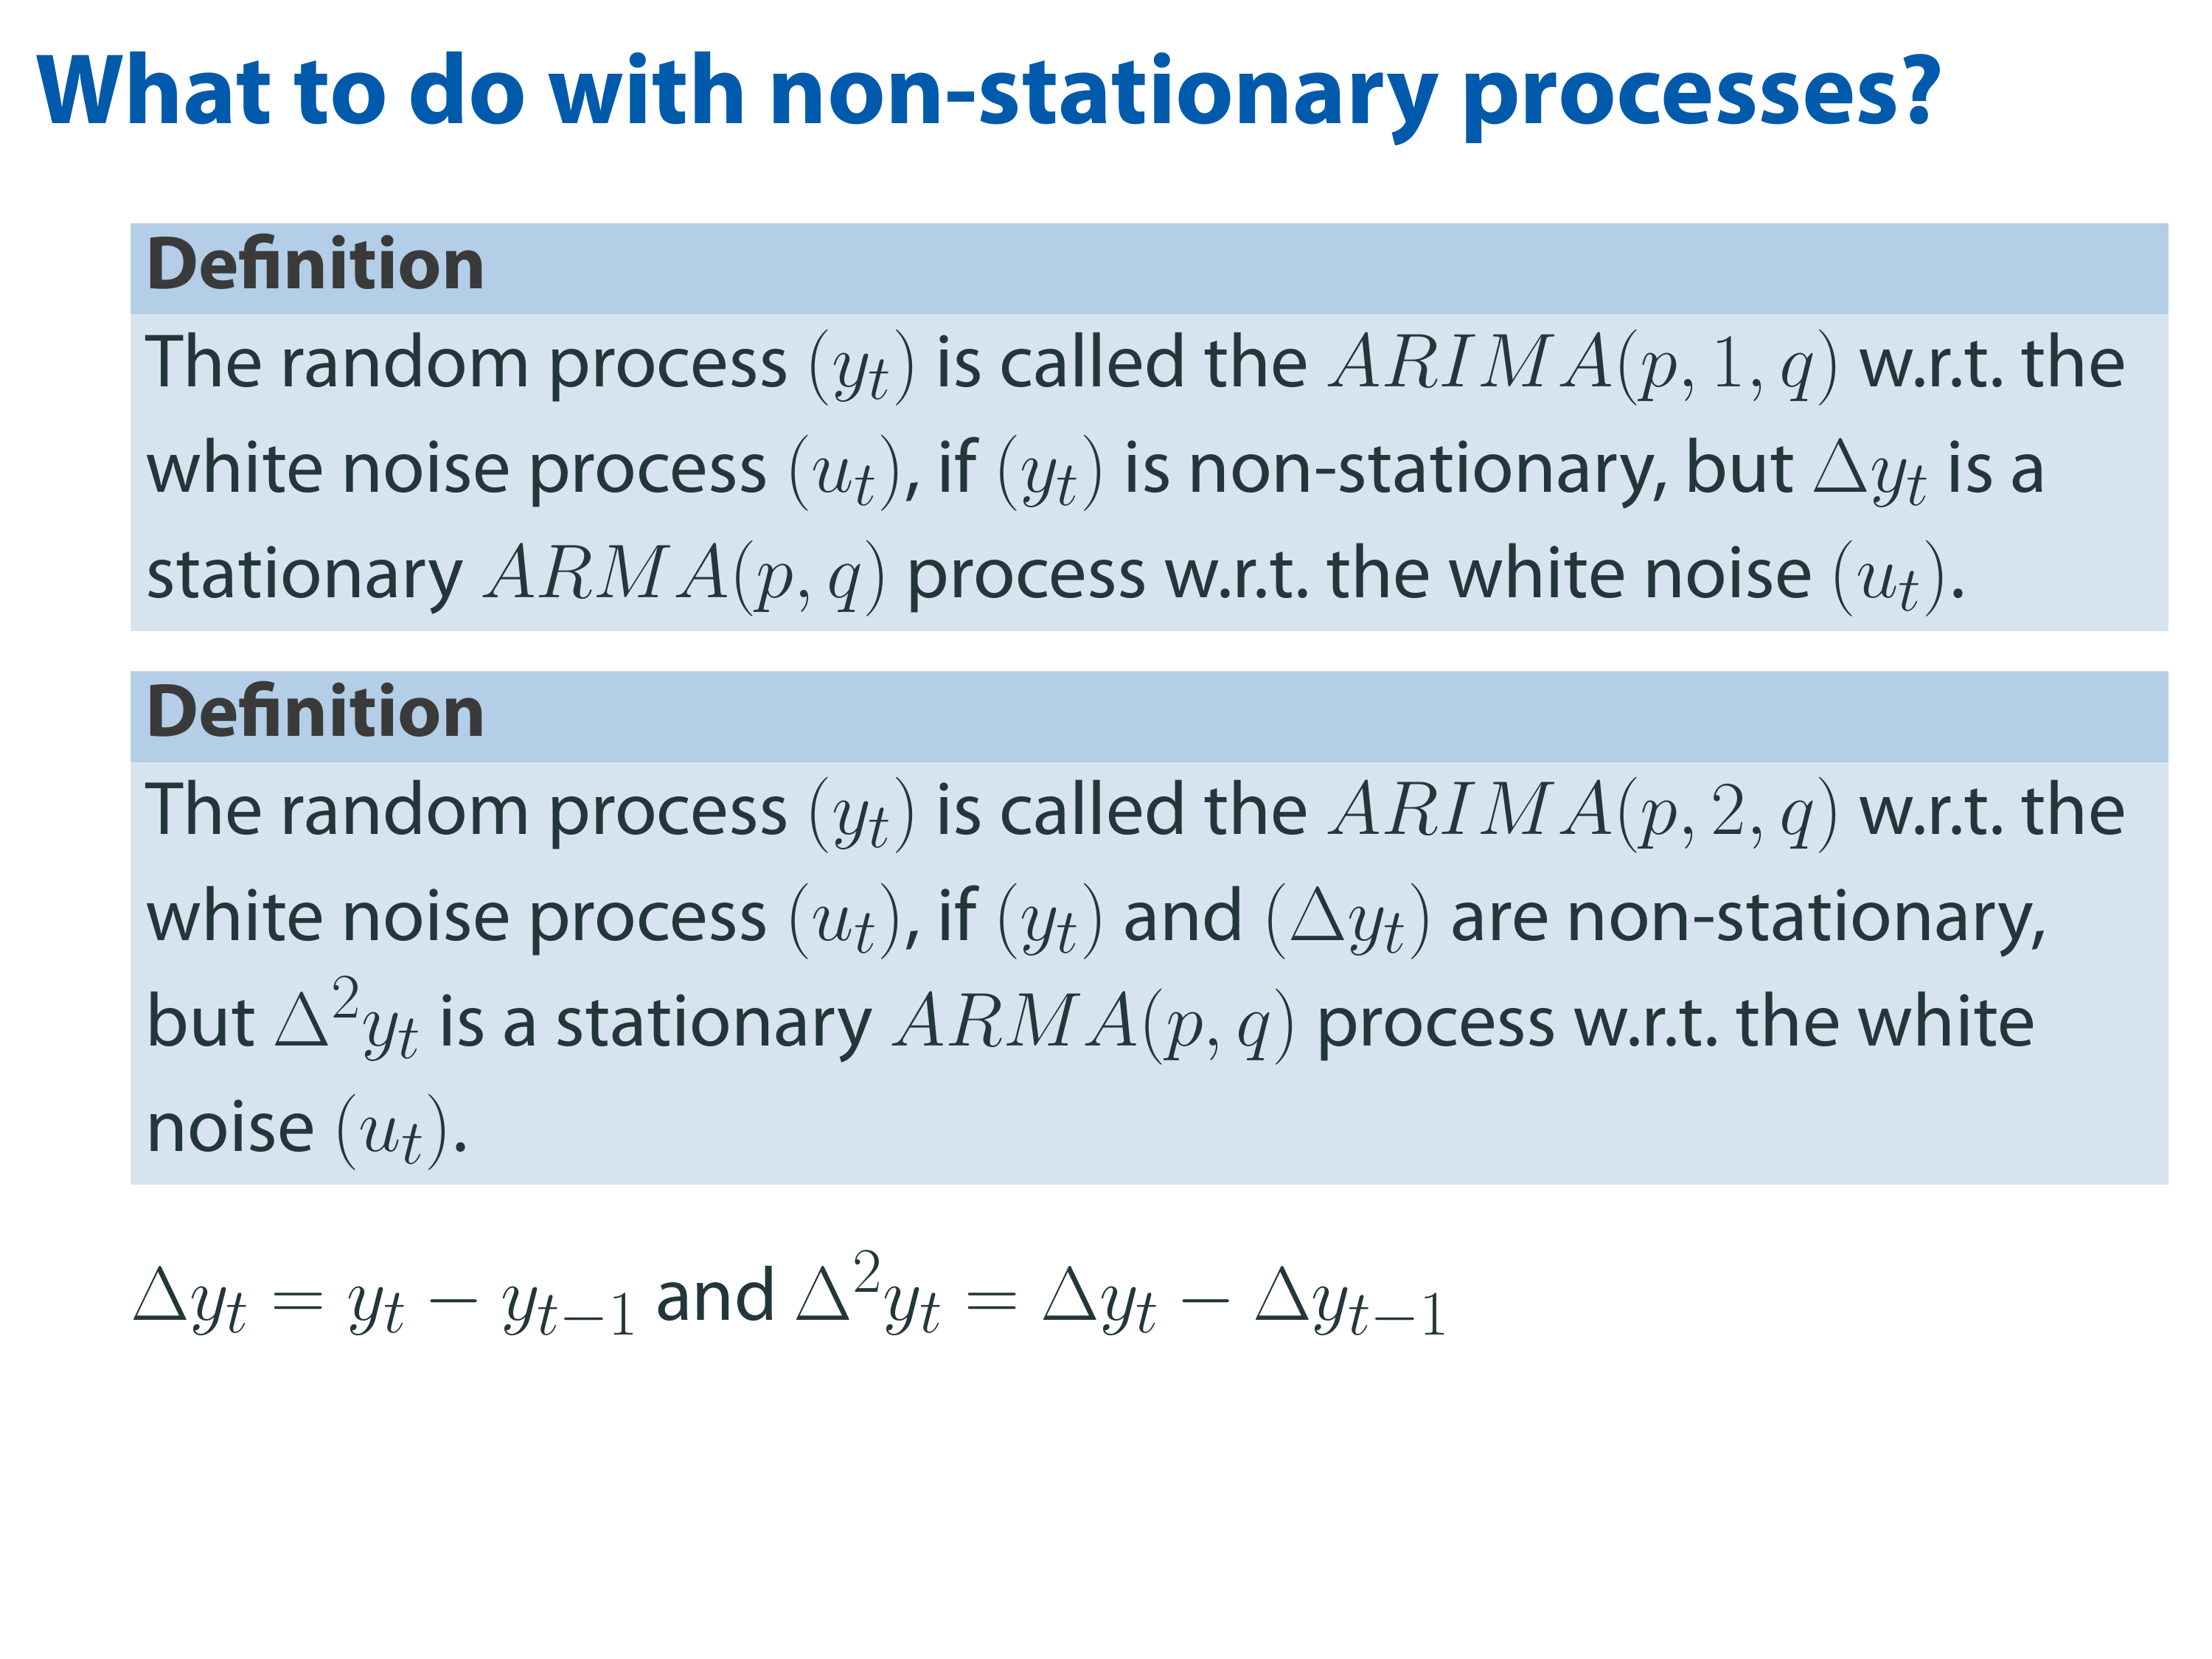 What to do with non-stationary processes?
Definition
The random process (y_t) is called the ARIMA(p, 1, q) w.r.t. the
white noise process (u_t), if (y_t) is non-stationary, but Δy_t is a
stationary ARMA(p, q) process w.r.t. the white noise (u_t).
Definition
The random process (y_t) is called the ARIMA(p, 2, q) w.r.t. the
white noise process (u_t), if (y_t) and (Δy_t) are non-stationary,
but Δ²y_t is a stationary ARMA(p, q) process w.r.t. the white
noise (u_t).
Δy_t = y_t − y_{t−1} and Δ²y_t = Δy_t − Δy_{t−1}